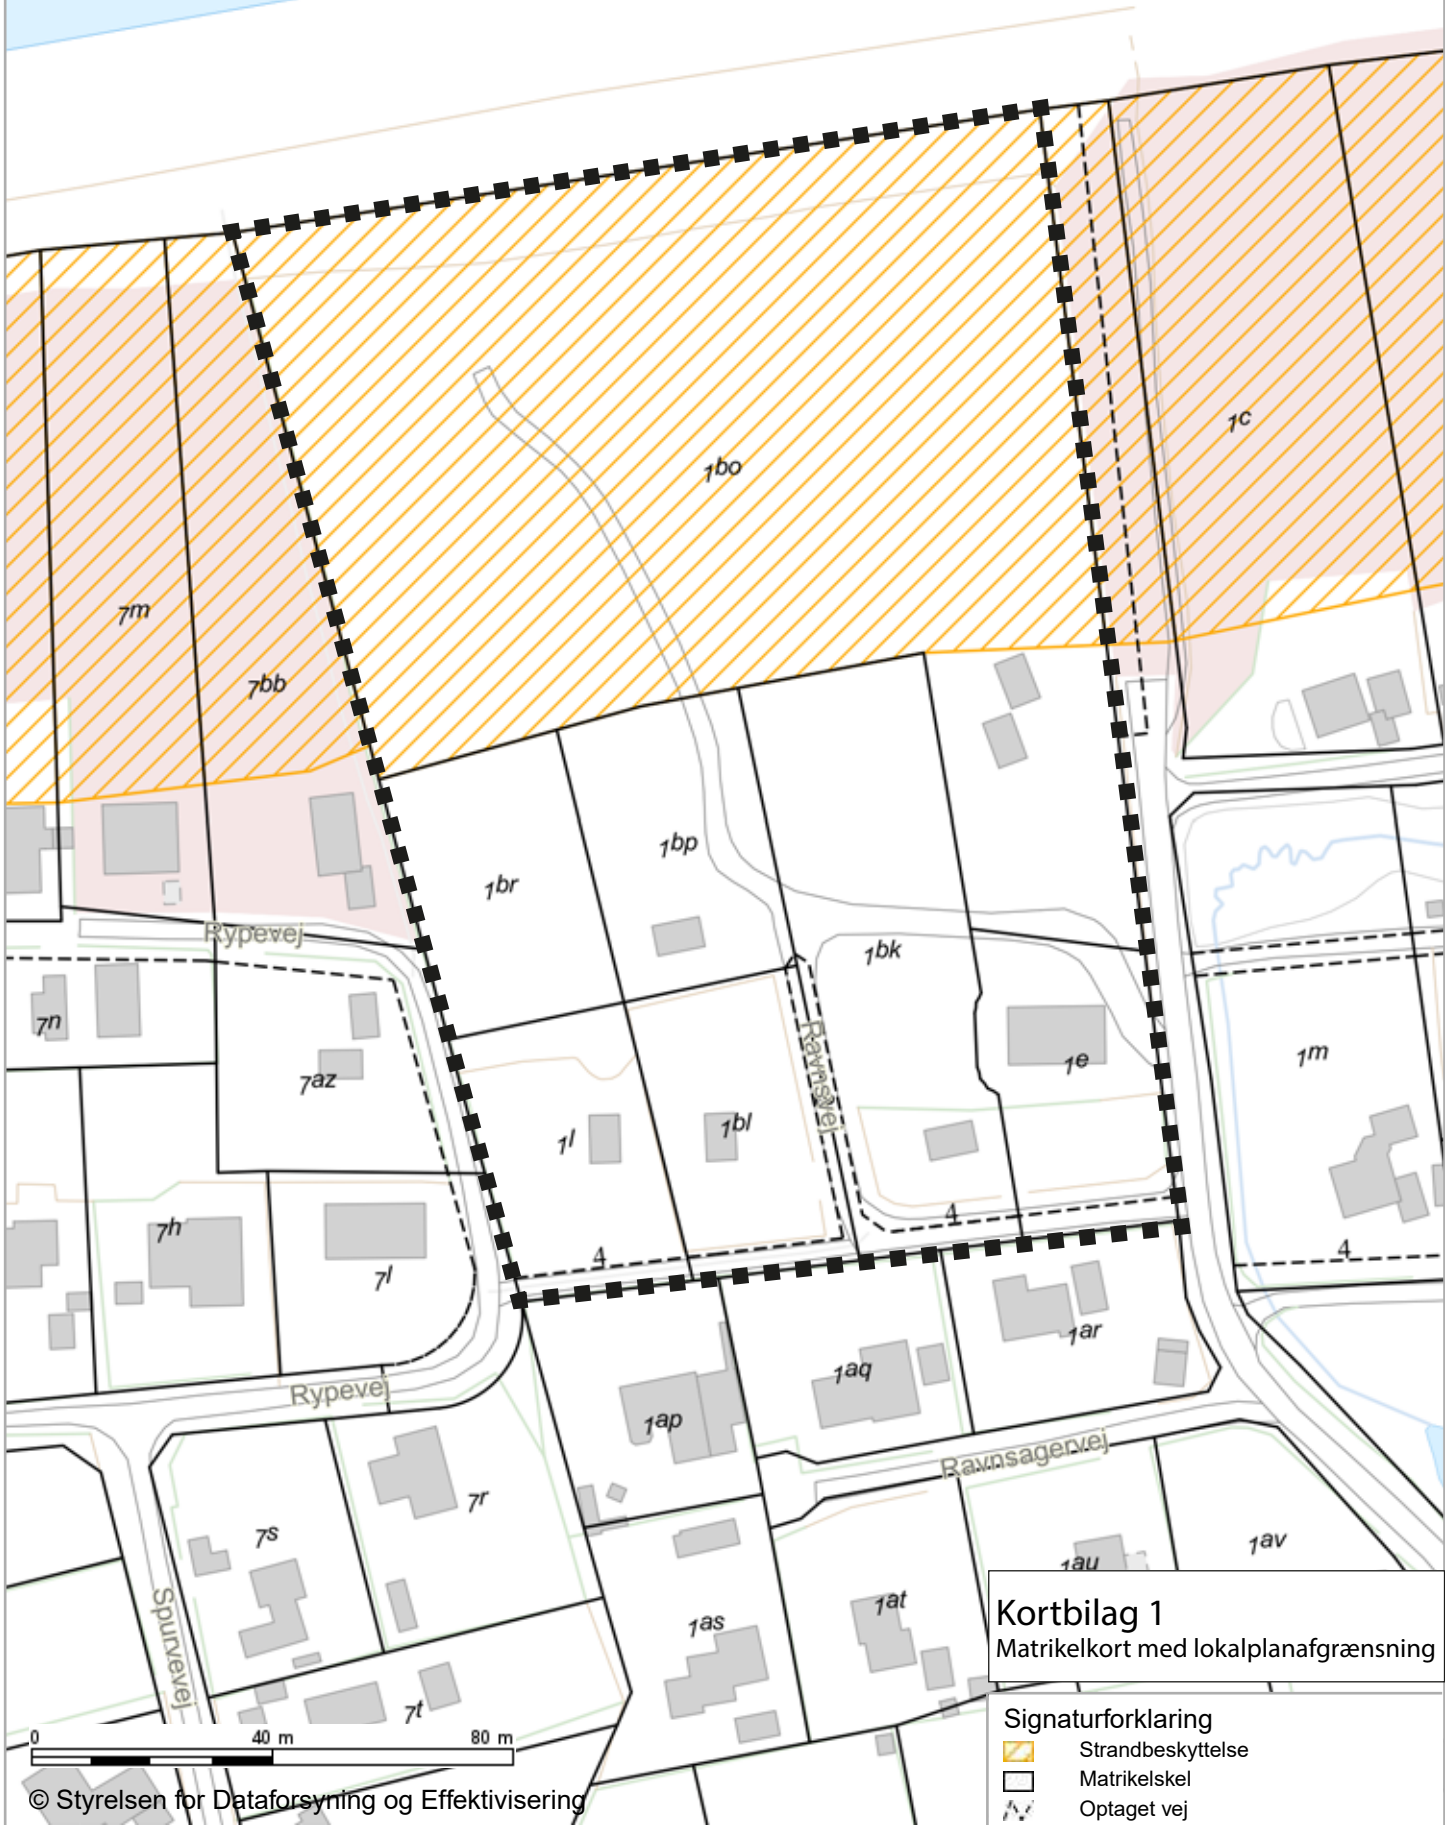 1bo
1c
7m
7bb
1bp
1br
Rypevej
1bk
7n
Ravnsvej
1m
1e
7az
1l
1bl
4
7h
4
4
7l
1ar
1aq
Rypevej
1ap
Ravnsagervej
7r
7s
1av
1au
Spurvevej
1at
1as
7t
Kortbilag 1
Matrikelkort med lokalplanafgrænsning
Signaturforklaring
Strandbeskyttelse
Matrikelskel
Optaget vej
0 40 m 80 m
© Styrelsen for Dataforsyning og Effektivisering